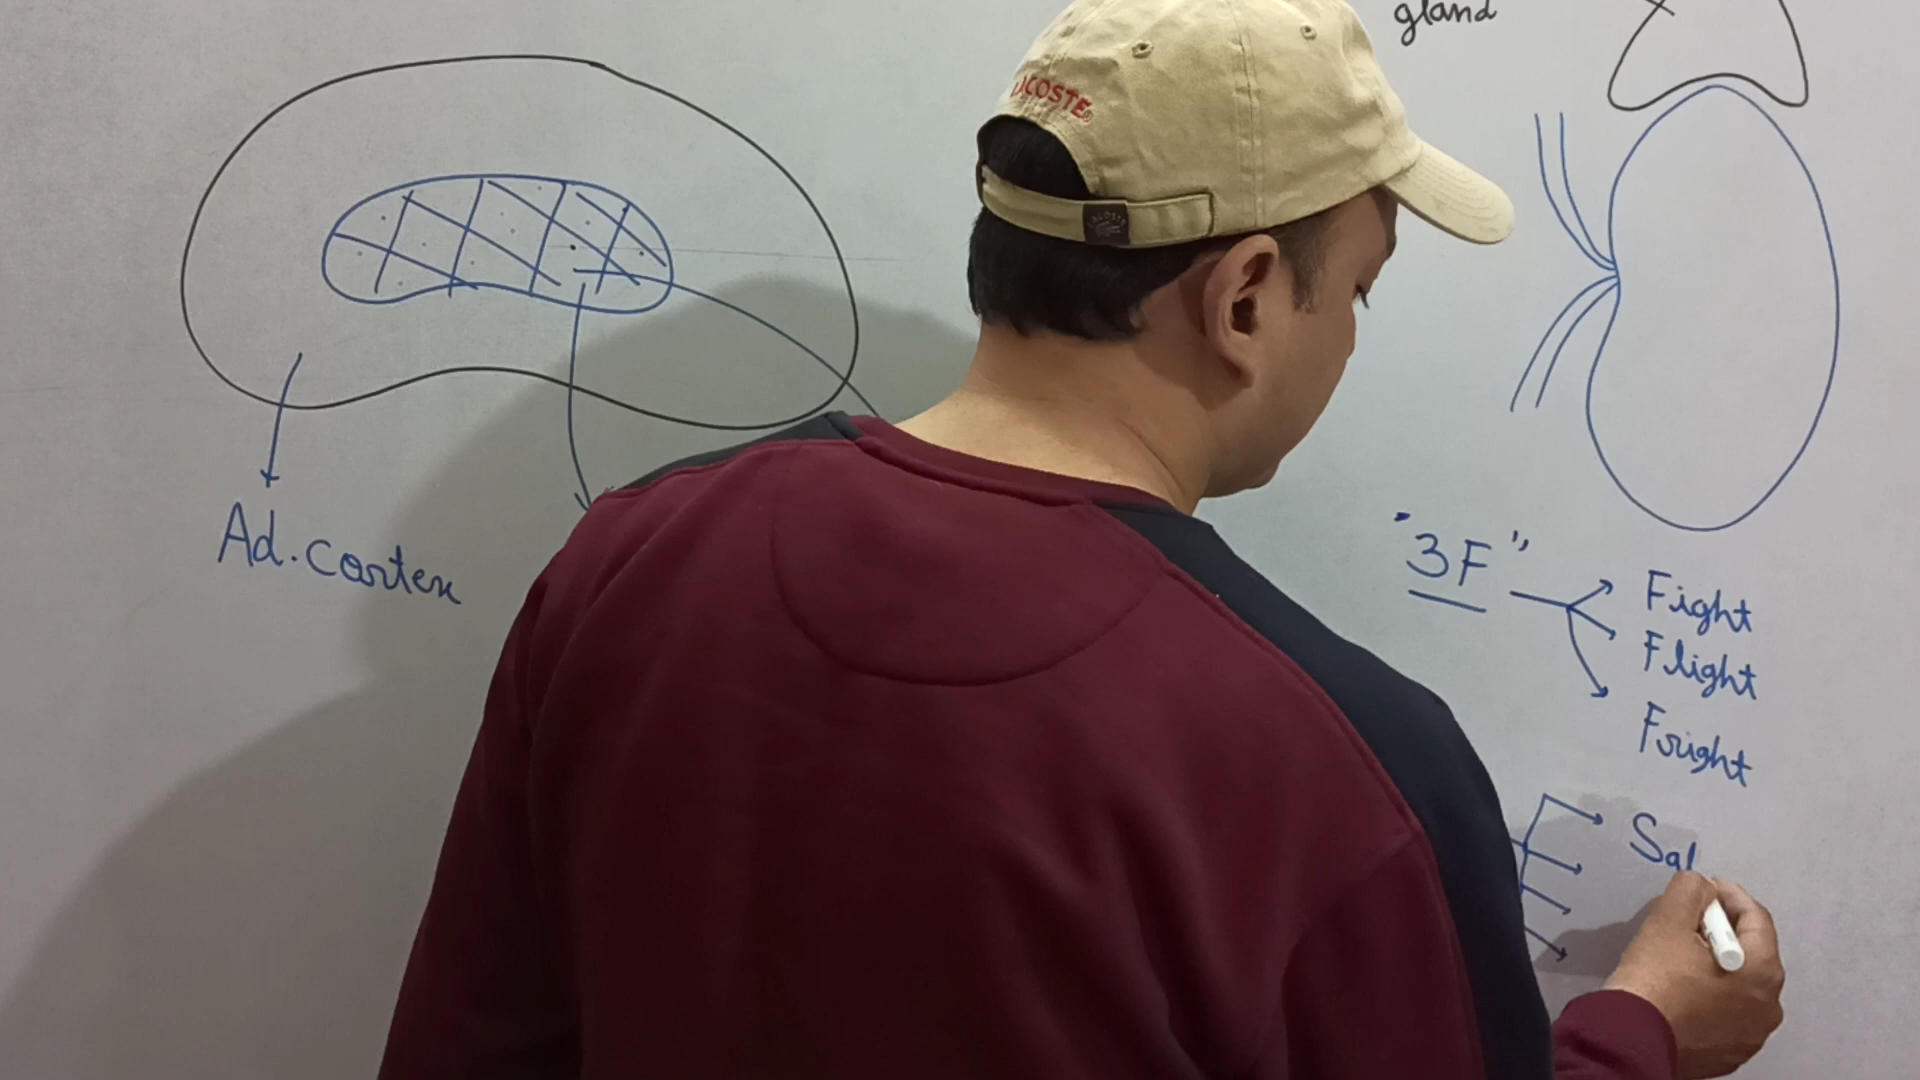 gland
LACOSTE
Ad. Cortex
"3F"
Fight
Flight
Fright
Sal